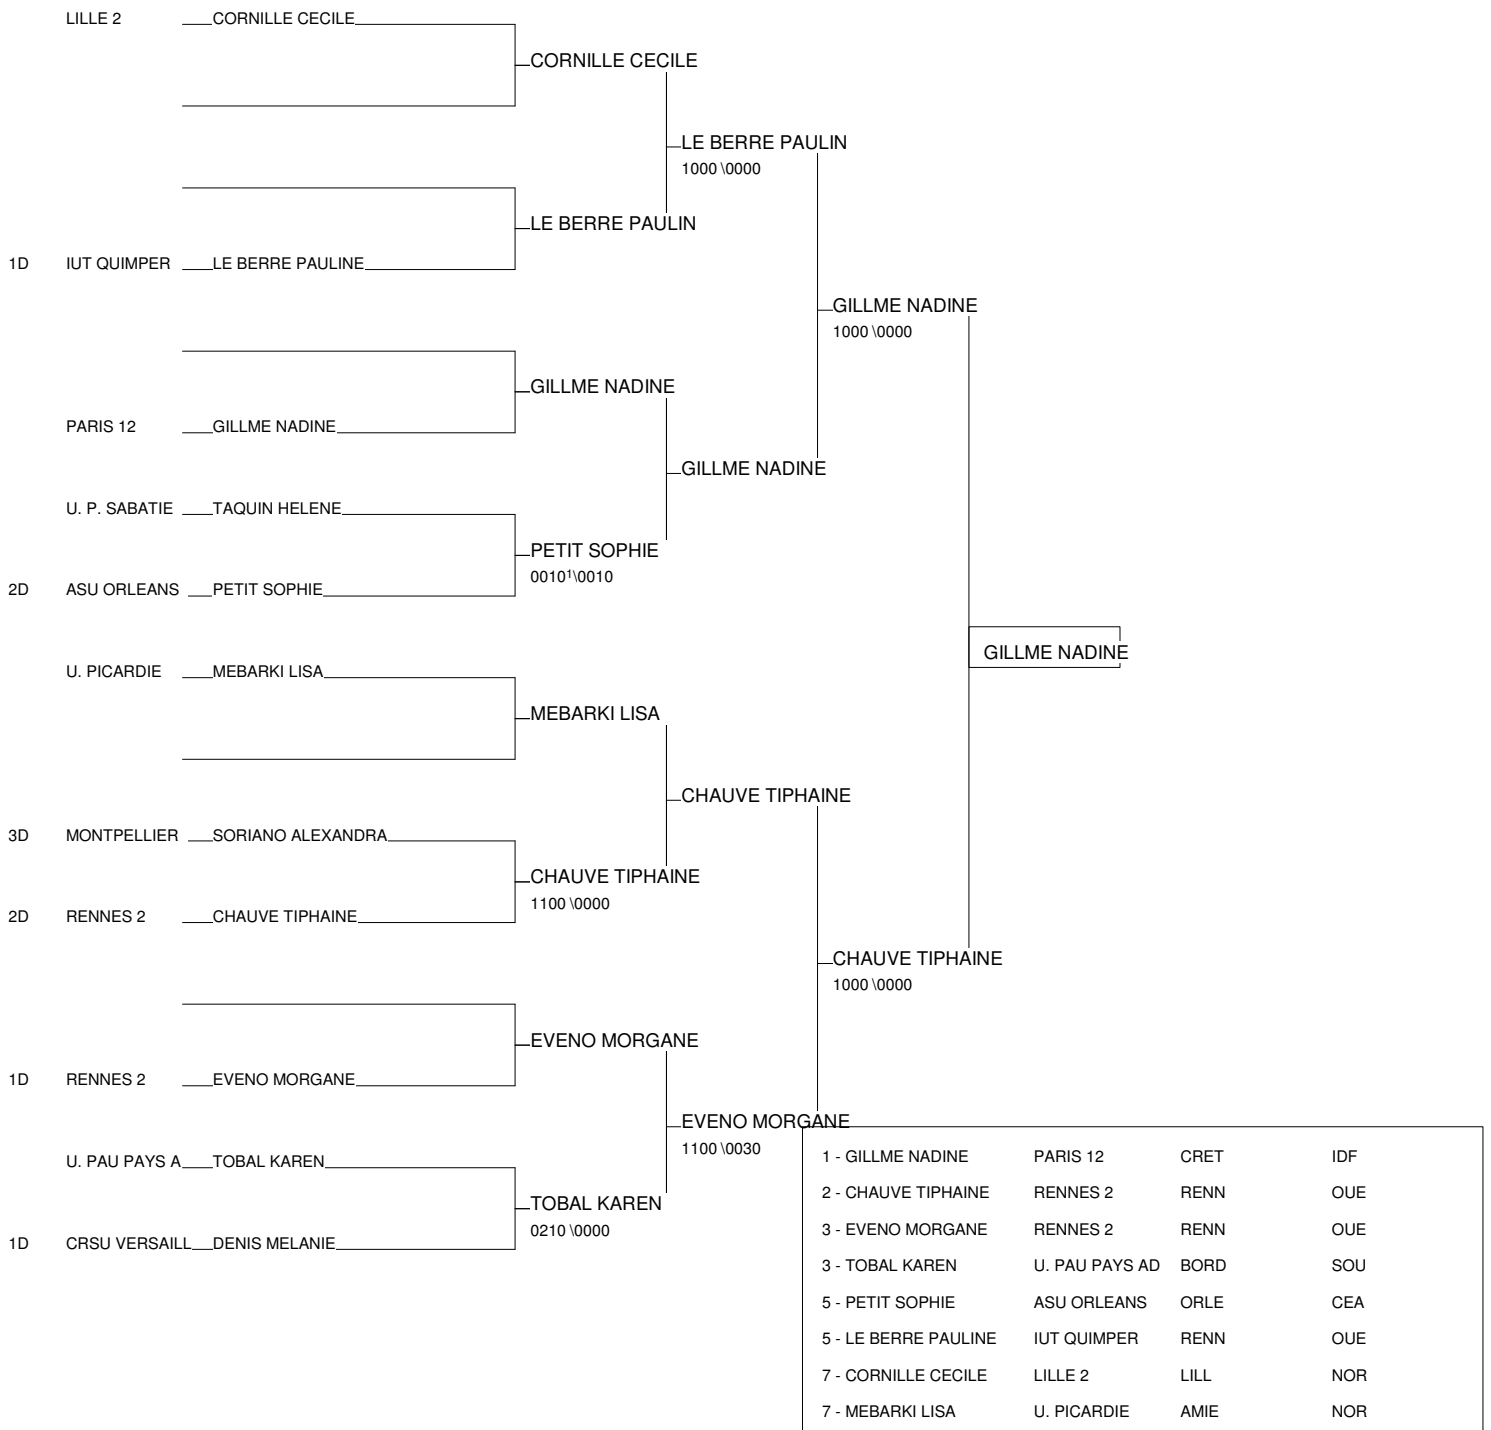 LILLE 2 CORNILLE CECILE
CORNILLE CECILE
LE BERRE PAULIN
1000 \0000
LE BERRE PAULIN
1D IUT QUIMPER LE BERRE PAULINE
GILLME NADINE
1000 \0000
GILLME NADINE
PARIS 12 GILLME NADINE
GILLME NADINE
U. P. SABATIE TAQUIN HELENE
PETIT SOPHIE
0010¹\0010
2D ASU ORLEANS PETIT SOPHIE
GILLME NADINE
U. PICARDIE MEBARKI LISA
MEBARKI LISA
CHAUVE TIPHAINE
3D MONTPELLIER SORIANO ALEXANDRA
CHAUVE TIPHAINE
1100 \0000
2D RENNES 2 CHAUVE TIPHAINE
CHAUVE TIPHAINE
1000 \0000
EVENO MORGANE
1D RENNES 2 EVENO MORGANE
EVENO MORGANE
1100 \0030
U. PAU PAYS A TOBAL KAREN
TOBAL KAREN
0210 \0000
1D CRSU VERSAILL DENIS MELANIE
1 - GILLME NADINE PARIS 12 CRET IDF
2 - CHAUVE TIPHAINE RENNES 2 RENN OUE
3 - EVENO MORGANE RENNES 2 RENN OUE
3 - TOBAL KAREN U. PAU PAYS AD BORD SOU
5 - PETIT SOPHIE ASU ORLEANS ORLE CEA
5 - LE BERRE PAULINE IUT QUIMPER RENN OUE
7 - CORNILLE CECILE LILLE 2 LILL NOR
7 - MEBARKI LISA U. PICARDIE AMIE NOR